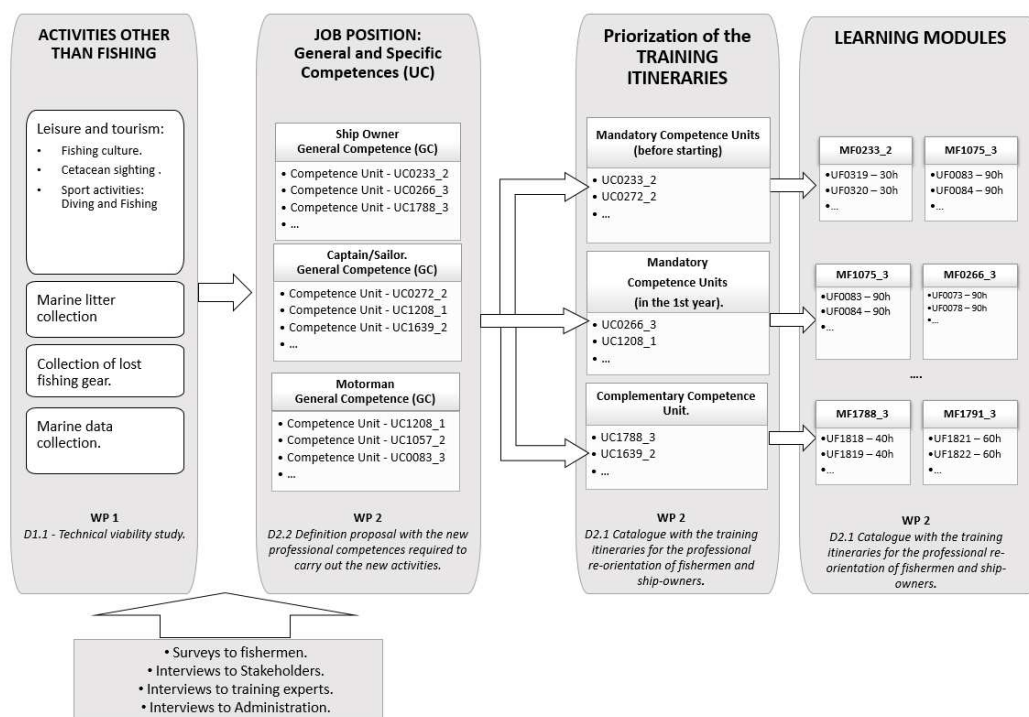 ACTIVITIES OTHER
THAN FISHING
Leisure and tourism:
• Fishing culture.
• Cetacean sighting .
• Sport activities:
Diving and Fishing
Marine litter
collection
Collection of lost
fishing gear.
Marine data
collection.
WP 1
D1.1 - Technical viability study.
JOB POSITION:
General and Specific
Competences (UC)
Ship Owner
General Competence (GC)
• Competence Unit - UC0233_2
• Competence Unit - UC0266_3
• Competence Unit - UC1788_3
• ...
Captain/Sailor.
General Competence (GC)
• Competence Unit - UC0272_2
• Competence Unit - UC1208_1
• Competence Unit - UC1639_2
• ...
Motorman
General Competence (GC)
• Competence Unit - UC1208_1
• Competence Unit - UC1057_2
• Competence Unit - UC0083_3
• ...
WP 2
D2.2 Definition proposal with the new
professional competences required to
carry out the new activities.
Priorization of the
TRAINING
ITINERARIES
Mandatory Competence Units
(before starting)
• UC0233_2
• UC0272_2
• ...
Mandatory
Competence Units
(in the 1st year).
• UC0266_3
• UC1208_1
• ...
Complementary Competence
Unit.
• UC1788_3
• UC1639_2
• ...
WP 2
D2.1 Catalogue with the training
itineraries for the professional
re-orientation of fishermen and
ship-owners.
LEARNING MODULES
MF0233_2
•UF0319 – 30h
•UF0320 – 30h
•...
MF1075_3
•UF0083 – 90h
•UF0084 – 90h
•...
MF1075_3
•UF0083 – 90h
•UF0084 – 90h
•...
MF0266_3
•UF0073 – 90h
•UF0078 – 90h
•...
....
MF1788_3
•UF1818 – 40h
•UF1819 – 40h
•...
MF1791_3
•UF1821 – 60h
•UF1822 – 60h
•...
WP 2
D2.1 Catalogue with the training
itineraries for the professional re-
orientation of fishermen and ship-
owners.
• Surveys to fishermen.
• Interviews to Stakeholders.
• Interviews to training experts.
• Interviews to Administration.